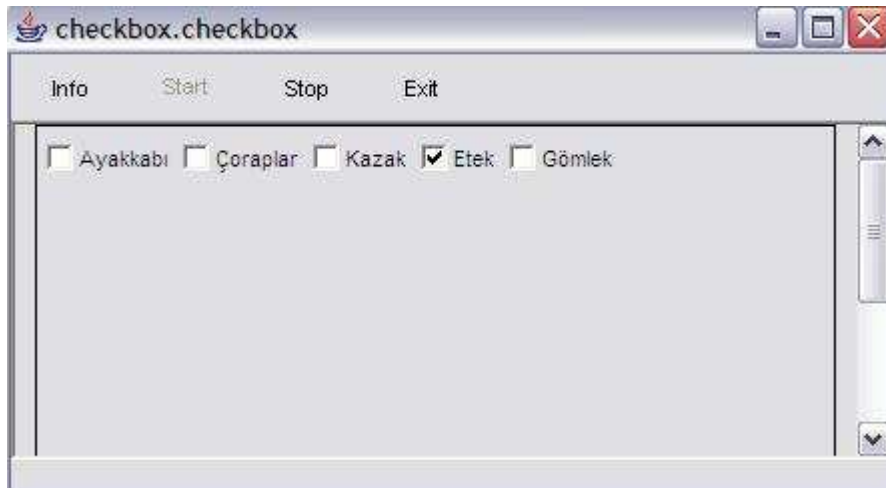 checkbox.checkbox
Info Start Stop Exit
Ayakkabı Çoraplar Kazak Etek Gömlek